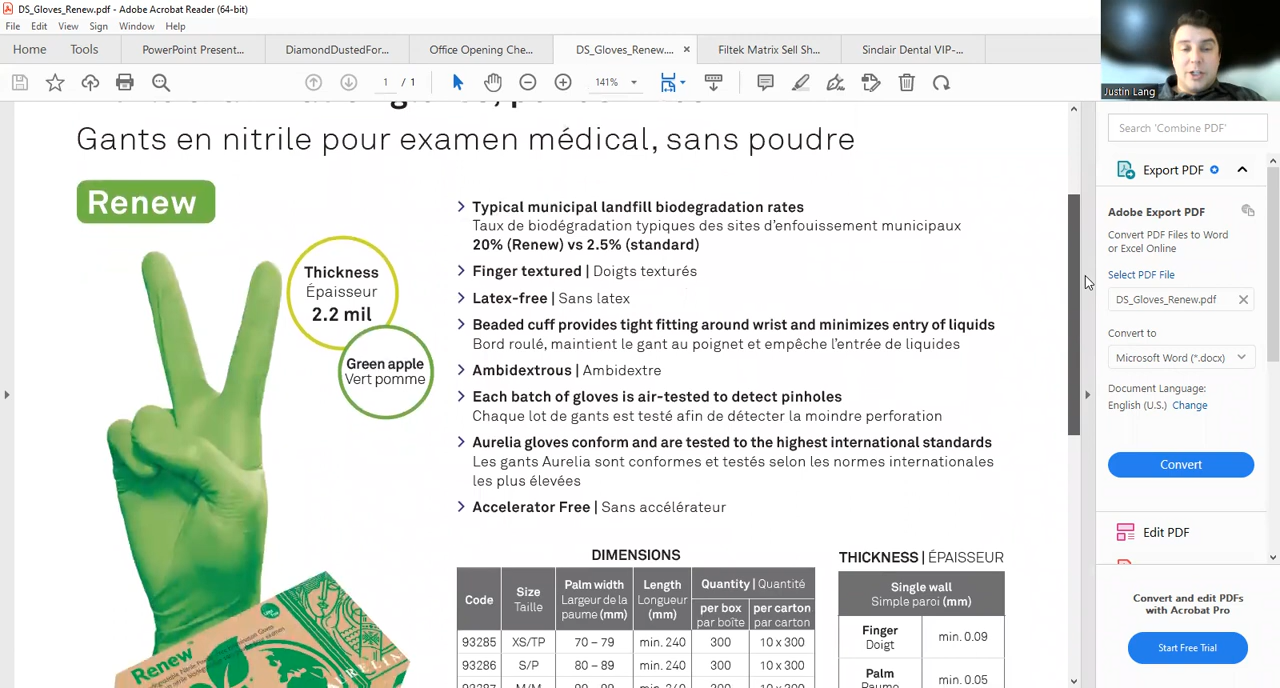 DS_Gloves_Renew.pdf - Adobe Acrobat Reader (64-bit)
File Edit View Sign Window Help
Home Tools PowerPoint Present... DiamondDustedFor... Office Opening Che... DS_Gloves_Renew.... × Filtek Matrix Sell Sh... Sinclair Dental VIP-...
1 / 1 141%
Justin Lang
Gants en nitrile pour examen médical, sans poudre
Renew
Thickness
Épaisseur
2.2 mil
Green apple
Vert pomme
> Typical municipal landfill biodegradation rates
Taux de biodégradation typiques des sites d'enfouissement municipaux
20% (Renew) vs 2.5% (standard)
> Finger textured | Doigts texturés
> Latex-free | Sans latex
> Beaded cuff provides tight fitting around wrist and minimizes entry of liquids
Bord roulé, maintient le gant au poignet et empêche l'entrée de liquides
> Ambidextrous | Ambidextre
> Each batch of gloves is air-tested to detect pinholes
Chaque lot de gants est testé afin de détecter la moindre perforation
> Aurelia gloves conform and are tested to the highest international standards
Les gants Aurelia sont conformes et testés selon les normes internationales
les plus élevées
> Accelerator Free | Sans accélérateur
DIMENSIONS
Code Size Taille Palm width Largeur de la paume (mm) Length Longueur (mm) Quantity | Quantité per box par boîte per carton par carton
93285 XS/TP 70 – 79 min. 240 300 10 x 300
93286 S/P 80 – 89 min. 240 300 10 x 300
THICKNESS | ÉPAISSEUR
Single wall
Simple paroi (mm)
Finger
Doigt
min. 0.09
Palm
Paume
min. 0.05
Renew
Search 'Combine PDF'
Export PDF
Adobe Export PDF
Convert PDF Files to Word
or Excel Online
Select PDF File
DS_Gloves_Renew.pdf ×
Convert to
Microsoft Word (*.docx)
Document Language:
English (U.S.) Change
Convert
Edit PDF
Convert and edit PDFs
with Acrobat Pro
Start Free Trial